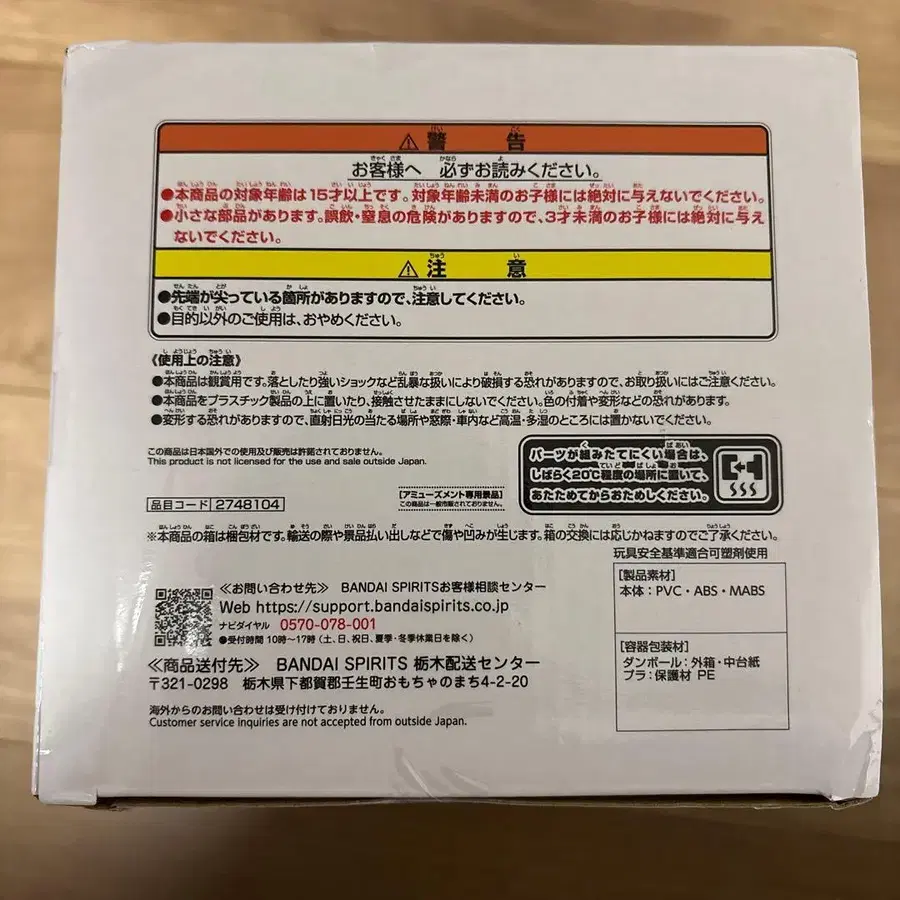 ⚠警告
お客様へ 必ずお読みください。
●本商品の対象年齢は15才以上です。対象年齢未満のお子様には絶対に与えないでください。
●小さな部品があります。誤飲・窒息の危険がありますので、3才未満のお子様には絶対に与え
ないでください。
⚠注意
●先端が尖っている箇所がありますので、注意してください。
●目的以外のご使用は、おやめください。
《使用上の注意》
●本商品は観賞用です。落としたり強いショックなど乱暴な扱いにより破損する恐れがありますので、お取り扱いにはご注意ください。
●本商品をプラスチック製品の上に置いたり、接触させたままにしないでください。色の付着や変形などの恐れがあります。
●変形する恐れがありますので、直射日光の当たる場所や窓際・車内など高温・多湿のところには置かないでください。
この商品は日本国外での使用及び販売は許諾されておりません。
This product is not licensed for the use and sale outside Japan.
パーツが組みたてにくい場合は、
しばらく20℃程度の場所に置いて、
あたためてからおためしください。
品目コード 2748104
[アミューズメント専用景品]
この商品は一般市販されておりません。
※本商品の箱は梱包材です。輸送の際や景品払い出しなどで傷や凹みが生じます。箱の交換には応じかねますのでご了承ください。
玩具安全基準適合可塑剤使用
≪お問い合わせ先≫ BANDAI SPIRITSお客様相談センター
Web https://support.bandaispirits.co.jp
ナビダイヤル 0570-078-001
●受付時間 10時〜17時(土、日、祝日、夏季・冬季休業日を除く)
≪商品送付先≫ BANDAI SPIRITS 栃木配送センター
〒321-0298 栃木県下都賀郡壬生町おもちゃのまち4-2-20
海外からのお問い合わせは受け付けておりません。
Customer service inquiries are not accepted from outside Japan.
[製品素材]
本体：PVC・ABS・MABS
[容器包装材]
ダンボール：外箱・中台紙
プラ：保護材 PE